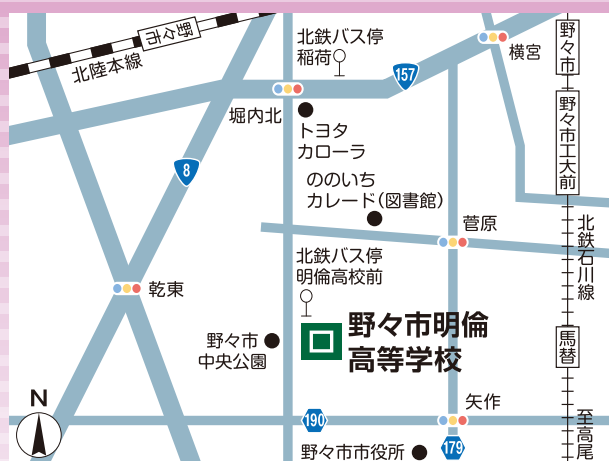 野々市
北陸本線
北鉄バス停
稲荷
157
横宮
野々市
堀内北
トヨタ
カローラ
野々市工大前
8
ののいち
カレード(図書館)
菅原
北鉄石川線
北鉄バス停
明倫高校前
乾東
野々市
中央公園
野々市明倫
高等学校
馬替
N
190
矢作
至高尾
野々市市役所
179